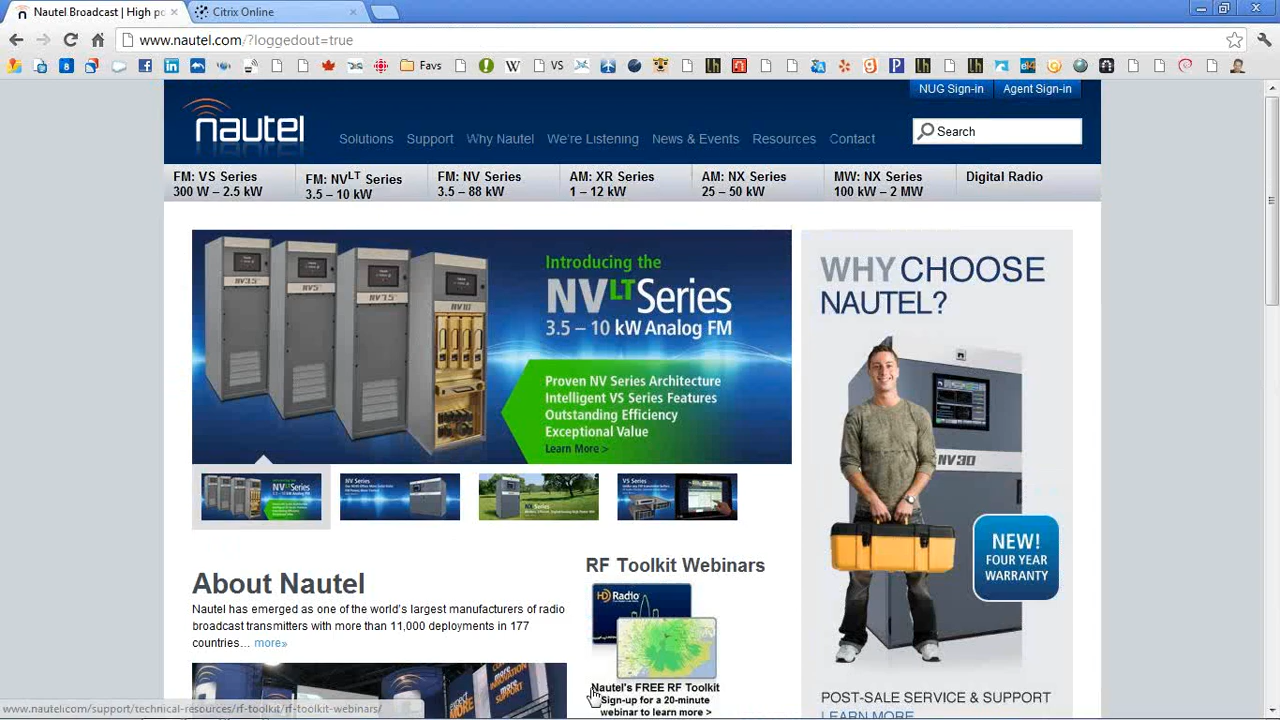 Nautel Broadcast | High po
Citrix Online
www.nautel.com/?loggedout=true
Favs
VS
NUG Sign-in
Agent Sign-in
nautel
Solutions
Support
Why Nautel
We're Listening
News & Events
Resources
Contact
Search
FM: VS Series
300 W – 2.5 kW
FM: NVLT Series
3.5 – 10 kW
FM: NV Series
3.5 – 88 kW
AM: XR Series
1 – 12 kW
AM: NX Series
25 – 50 kW
MW: NX Series
100 kW – 2 MW
Digital Radio
Introducing the
NVLT Series
3.5 – 10 kW Analog FM
Proven NV Series Architecture
Intelligent VS Series Features
Outstanding Efficiency
Exceptional Value
Learn More >
NV3.5
NV5
NV7.5
NV10
WHY CHOOSE
NAUTEL?
NV30
NEW!
FOUR YEAR
WARRANTY
POST-SALE SERVICE & SUPPORT
LEARN MORE
About Nautel
Nautel has emerged as one of the world's largest manufacturers of radio
broadcast transmitters with more than 11,000 deployments in 177
countries… more»
RF Toolkit Webinars
HD Radio
Nautel's FREE RF Toolkit
Sign-up for a 20-minute
webinar to learn more >
www.nautel.com/support/technical-resources/rf-toolkit/rf-toolkit-webinars/